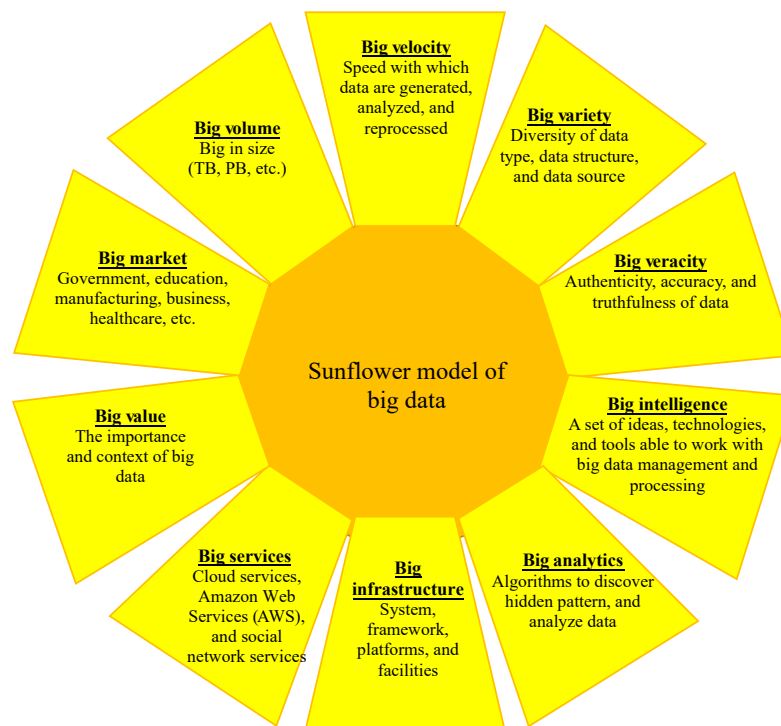 Big velocity
Speed with which
data are generated,
analyzed, and
reprocessed
Big variety
Diversity of data
type, data structure,
and data source
Big veracity
Authenticity, accuracy, and
truthfulness of data
Big intelligence
A set of ideas, technologies,
and tools able to work with
big data management and
processing
Big analytics
Algorithms to discover
hidden pattern, and
analyze data
Big
infrastructure
System,
framework,
platforms, and
facilities
Big services
Cloud services,
Amazon Web
Services (AWS),
and social
network services
Big value
The importance
and context of big
data
Big market
Government, education,
manufacturing, business,
healthcare, etc.
Big volume
Big in size
(TB, PB, etc.)
Sunflower model of
big data